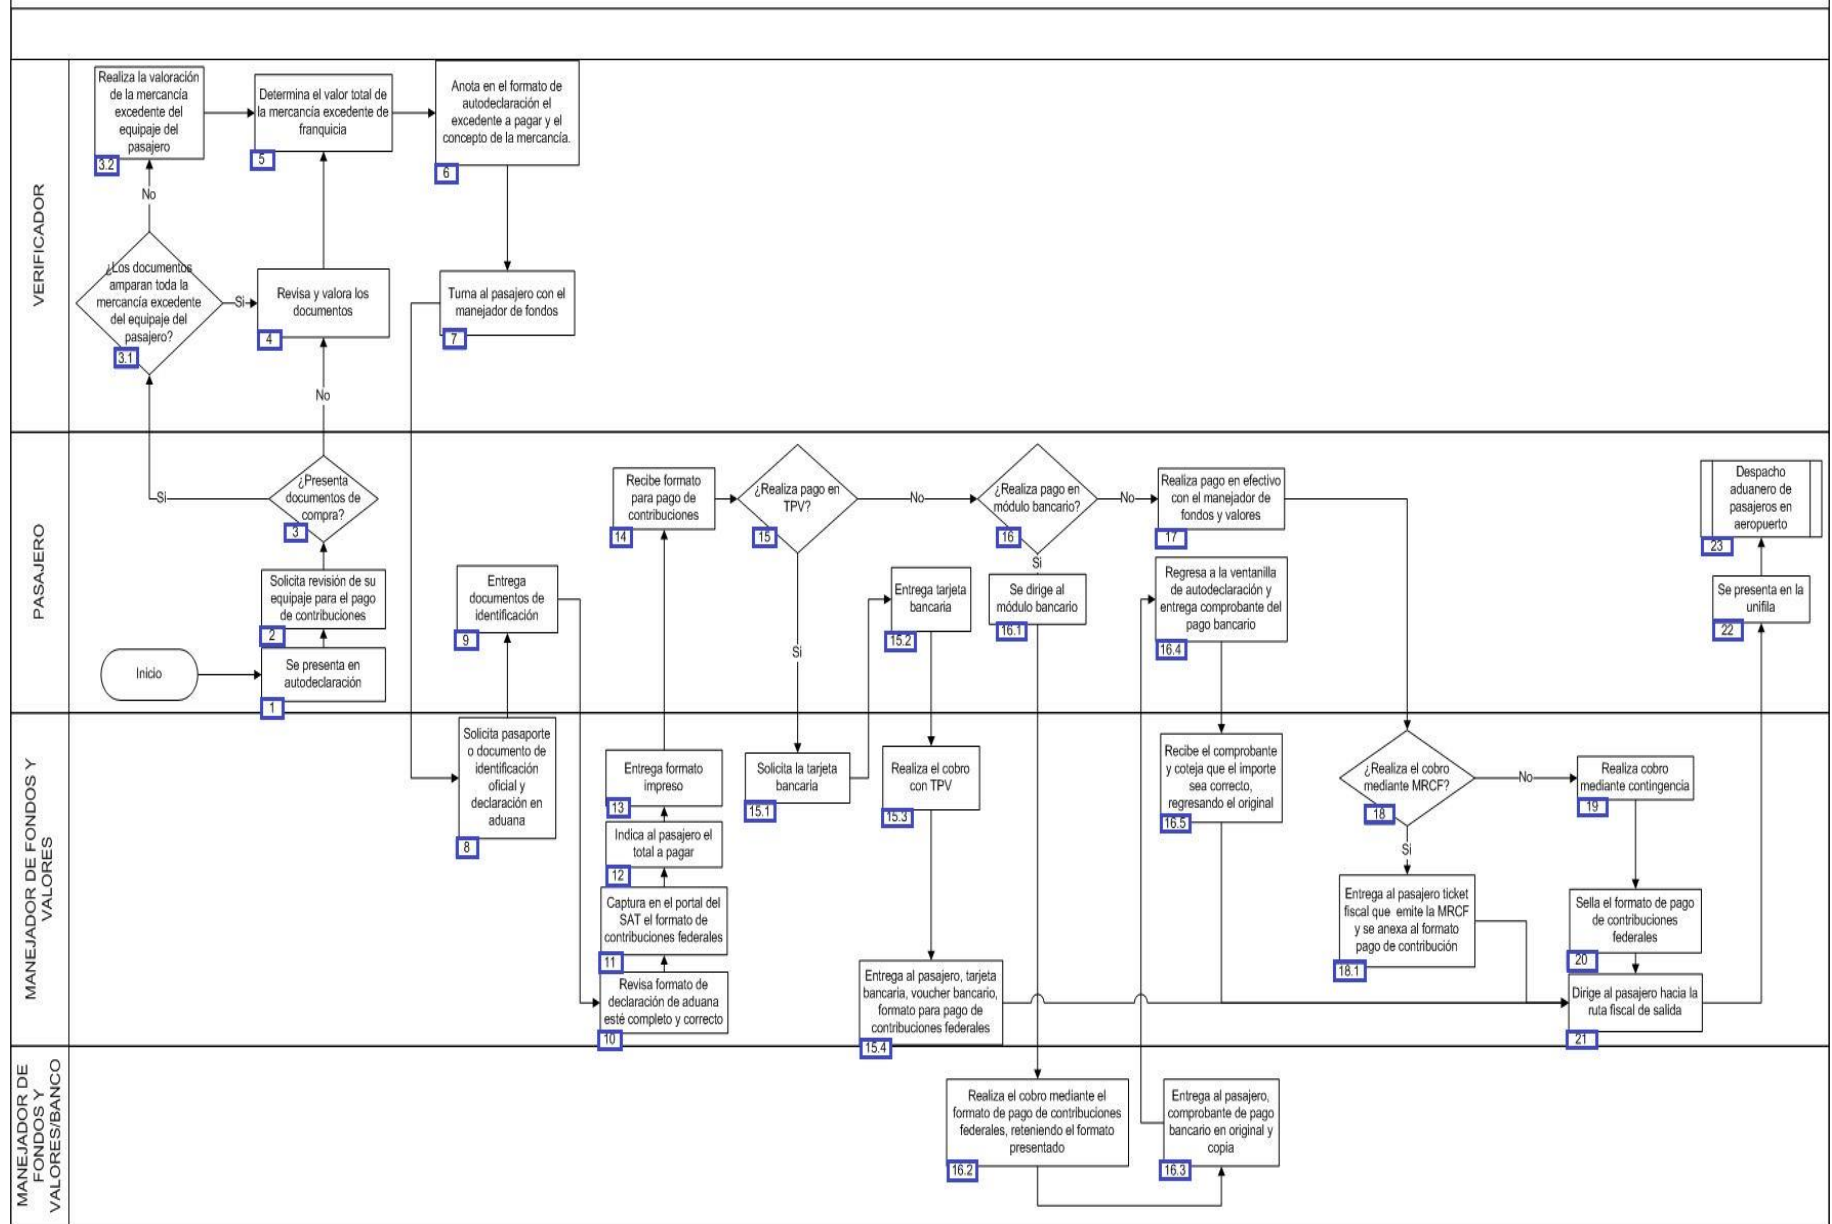 VERIFICADOR
Realiza la valoración
de la mercancía
excedente del
equipaje del
pasajero
3.2
Determina el valor total de
la mercancía excedente de
franquicia
5
Anota en el formato de
autodeclaración el
excedente a pagar y el
concepto de la mercancía.
6
No
¿Los documentos
amparan toda la
mercancía excedente
del equipaje del
pasajero?
3.1
Si
Revisa y valora los
documentos
4
Turna al pasajero con el
manejador de fondos
7
No
PASAJERO
Si
¿Presenta
documentos de
compra?
3
Solicita revisión de su
equipaje para el pago
de contribuciones
2
Inicio
Se presenta en
autodeclaración
1
Entrega
documentos de
identificación
9
Recibe formato
para pago de
contribuciones
14
¿Realiza pago en
TPV?
15
No
Si
Entrega tarjeta
bancaria
15.2
¿Realiza pago en
módulo bancario?
16
Si
No
Se dirige al
módulo bancario
16.1
Realiza pago en efectivo
con el manejador de
fondos y valores
17
Regresa a la ventanilla
de autodeclaración y
entrega comprobante del
pago bancario
16.4
Despacho
aduanero de
pasajeros en
aeropuerto
23
Se presenta en la
unifila
22
MANEJADOR DE FONDOS Y
VALORES
Solicita pasaporte
o documento de
identificación
oficial y
declaración en
aduana
8
Entrega formato
impreso
13
Indica al pasajero el
total a pagar
12
Captura en el portal del
SAT el formato de
contribuciones federales
11
Revisa formato de
declaración de aduana
esté completo y correcto
10
Solicita la tarjeta
bancaria
15.1
Realiza el cobro
con TPV
15.3
Entrega al pasajero, tarjeta
bancaria, voucher bancario,
formato para pago de
contribuciones federales
15.4
Recibe el comprobante
y coteja que el importe
sea correcto,
regresando el original
16.5
¿Realiza el cobro
mediante MRCF?
18
No
Si
Entrega al pasajero ticket
fiscal que emite la MRCF
y se anexa al formato
pago de contribución
18.1
Realiza cobro
mediante contingencia
19
Sella el formato de pago
de contribuciones
federales
20
Dirige al pasajero hacia la
ruta fiscal de salida
21
MANEJADOR DE
FONDOS Y
VALORES/BANCO
Realiza el cobro mediante el
formato de pago de contribuciones
federales, reteniendo el formato
presentado
16.2
Entrega al pasajero,
comprobante de pago
bancario en original y
copia
16.3